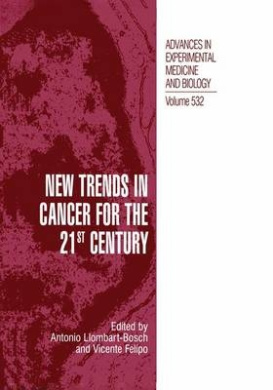 ADVANCES IN
EXPERIMENTAL
MEDICINE
AND BIOLOGY
Volume 532
NEW TRENDS IN
CANCER FOR THE
21ST CENTURY
Edited by
Antonio Llombart-Bosch
and Vicente Felipo